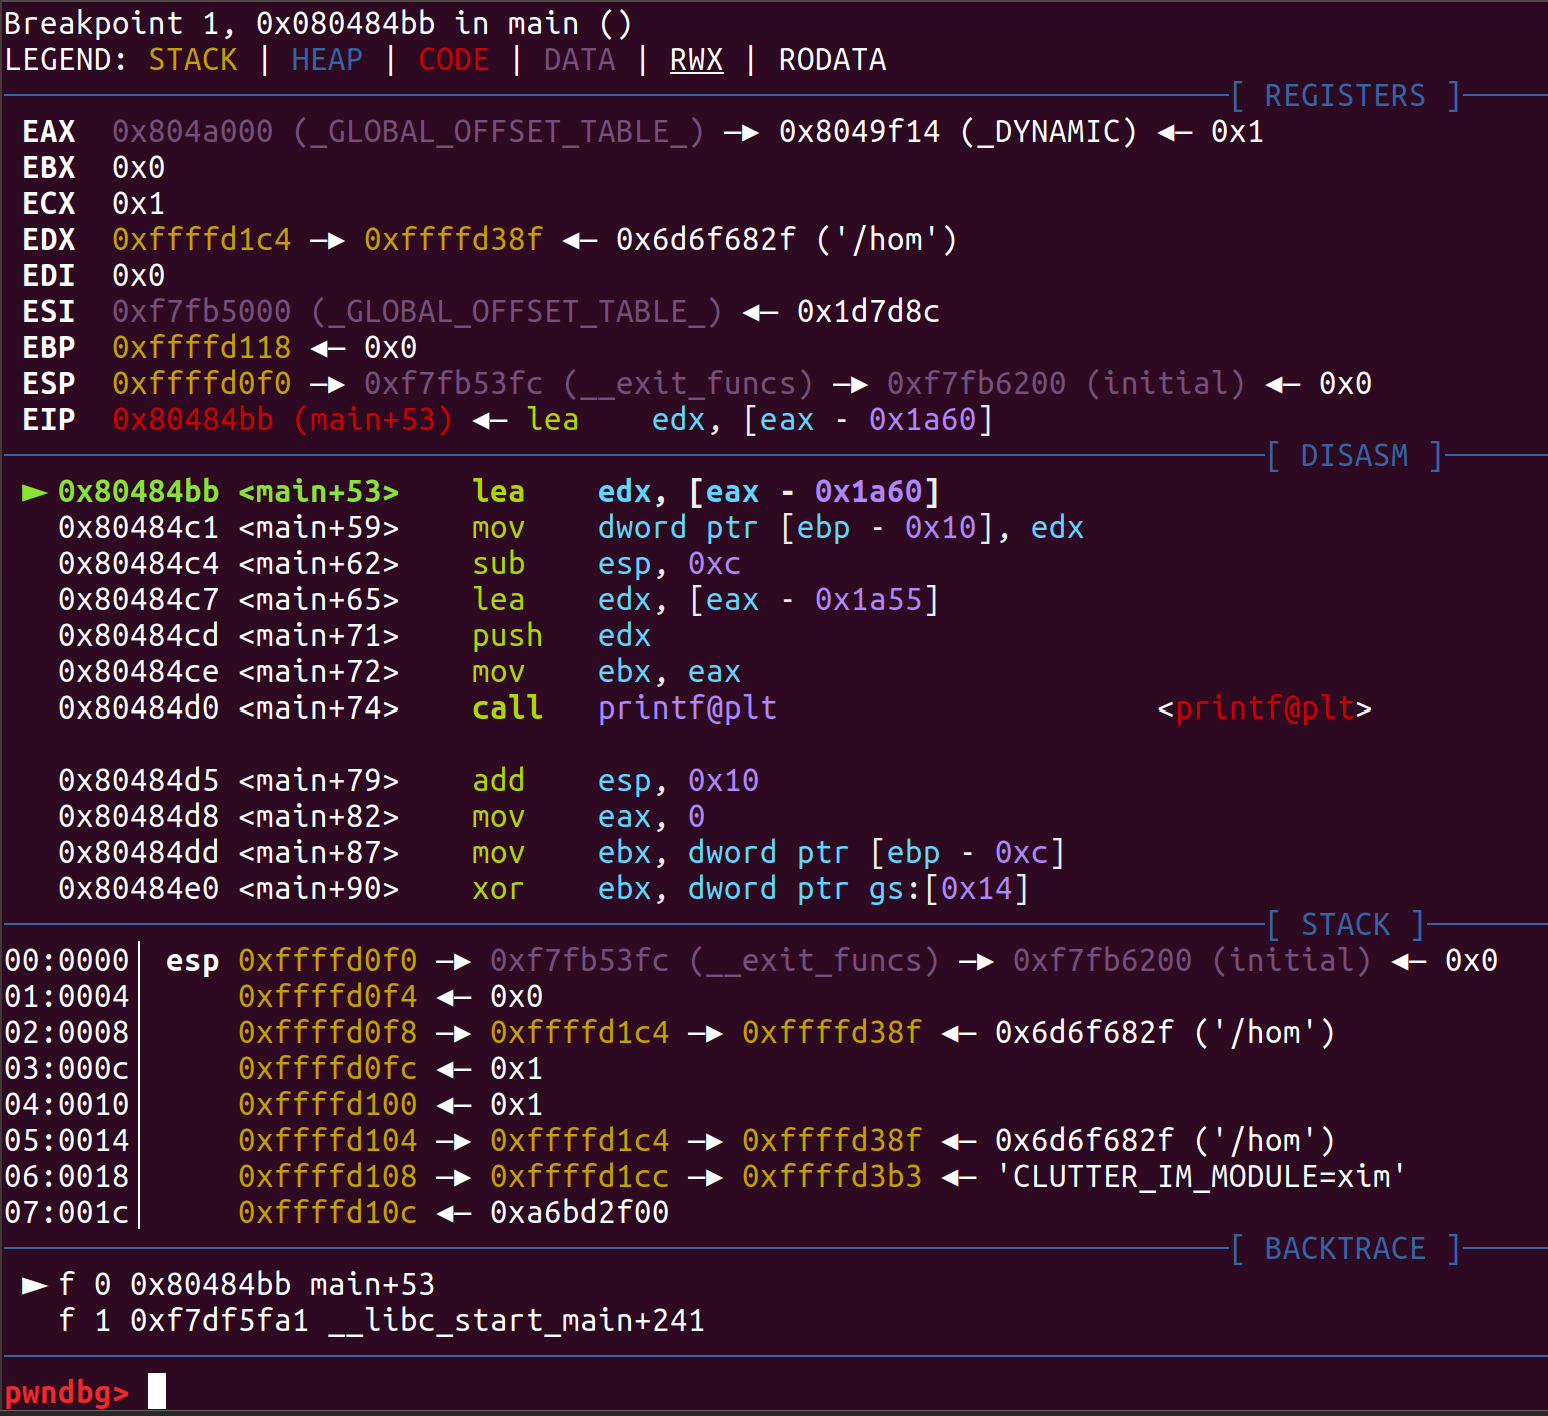 Breakpoint 1, 0x080484bb in main ()
LEGEND: STACK | HEAP | CODE | DATA | RWX | RODATA
[ REGISTERS ]
EAX  0x804a000 (_GLOBAL_OFFSET_TABLE_) —▸ 0x8049f14 (_DYNAMIC) ◂— 0x1
EBX  0x0
ECX  0x1
EDX  0xffffd1c4 —▸ 0xffffd38f ◂— 0x6d6f682f ('/hom')
EDI  0x0
ESI  0xf7fb5000 (_GLOBAL_OFFSET_TABLE_) ◂— 0x1d7d8c
EBP  0xffffd118 ◂— 0x0
ESP  0xffffd0f0 —▸ 0xf7fb53fc (__exit_funcs) —▸ 0xf7fb6200 (initial) ◂— 0x0
EIP  0x80484bb (main+53) ◂— lea    edx, [eax - 0x1a60]
[ DISASM ]
► 0x80484bb <main+53>    lea    edx, [eax - 0x1a60]
0x80484c1 <main+59>    mov    dword ptr [ebp - 0x10], edx
0x80484c4 <main+62>    sub    esp, 0xc
0x80484c7 <main+65>    lea    edx, [eax - 0x1a55]
0x80484cd <main+71>    push   edx
0x80484ce <main+72>    mov    ebx, eax
0x80484d0 <main+74>    call   printf@plt                     <printf@plt>
0x80484d5 <main+79>    add    esp, 0x10
0x80484d8 <main+82>    mov    eax, 0
0x80484dd <main+87>    mov    ebx, dword ptr [ebp - 0xc]
0x80484e0 <main+90>    xor    ebx, dword ptr gs:[0x14]
[ STACK ]
00:0000│  esp 0xffffd0f0 —▸ 0xf7fb53fc (__exit_funcs) —▸ 0xf7fb6200 (initial) ◂— 0x0
01:0004│      0xffffd0f4 ◂— 0x0
02:0008│      0xffffd0f8 —▸ 0xffffd1c4 —▸ 0xffffd38f ◂— 0x6d6f682f ('/hom')
03:000c│      0xffffd0fc ◂— 0x1
04:0010│      0xffffd100 ◂— 0x1
05:0014│      0xffffd104 —▸ 0xffffd1c4 —▸ 0xffffd38f ◂— 0x6d6f682f ('/hom')
06:0018│      0xffffd108 —▸ 0xffffd1cc —▸ 0xffffd3b3 ◂— 'CLUTTER_IM_MODULE=xim'
07:001c│      0xffffd10c ◂— 0xa6bd2f00
[ BACKTRACE ]
► f 0 0x80484bb main+53
f 1 0xf7df5fa1 __libc_start_main+241
pwndbg>